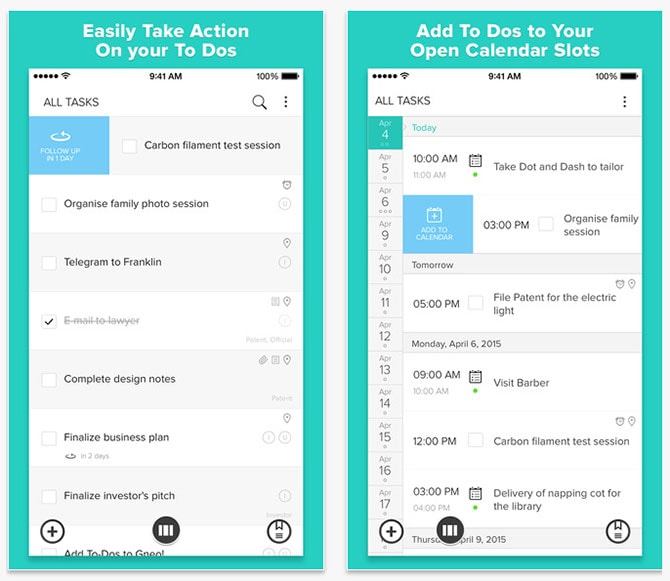 Easily Take Action
On your To Dos
9:41 AM
100%
ALL TASKS
FOLLOW UP
IN 1 DAY
Carbon filament test session
Organise family photo session
U
Telegram to Franklin
I
E-mail to lawyer
I
Patent, Official
Complete design notes
Patent
Finalize business plan
I U
in 2 days
Finalize investor's pitch
I
Investor
Add To-Dos to Gneo!
Add To Dos to Your
Open Calendar Slots
9:41 AM
100%
ALL TASKS
Apr
4
Apr
5
Apr
6
Apr
9
Apr
10
Apr
11
Apr
12
Apr
13
Apr
14
Apr
15
Apr
16
Apr
17
Today
10:00 AM
11:00 AM
Take Dot and Dash to tailor
ADD TO
CALENDAR
03:00 PM
Organise family
session
Tomorrow
05:00 PM
File Patent for the electric
light
Monday, April 6, 2015
09:00 AM
10:00 AM
Visit Barber
12:00 PM
Carbon filament test session
03:00 PM
04:00 PM
Delivery of napping cot for
the library
Thursday, April 9, 2015